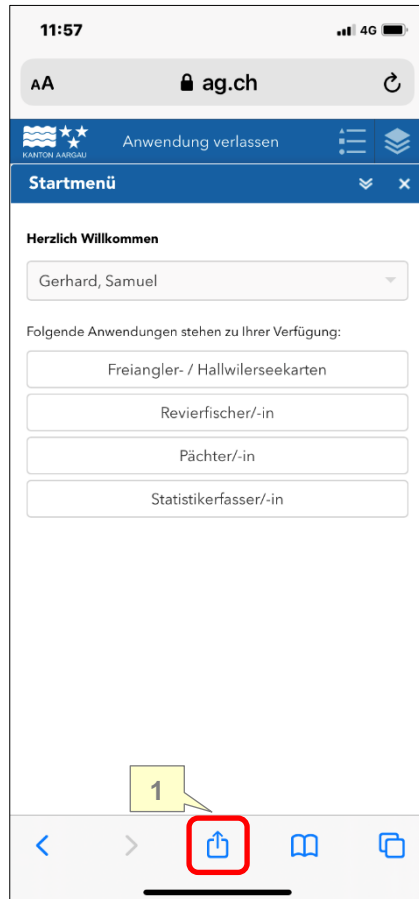 11:57
4G
AA
ag.ch
KANTON AARGAU
Anwendung verlassen
Startmenü
Herzlich Willkommen
Gerhard, Samuel
Folgende Anwendungen stehen zu Ihrer Verfügung:
Freiangler- / Hallwilerseekarten
Revierfischer/-in
Pächter/-in
Statistikerfasser/-in
1